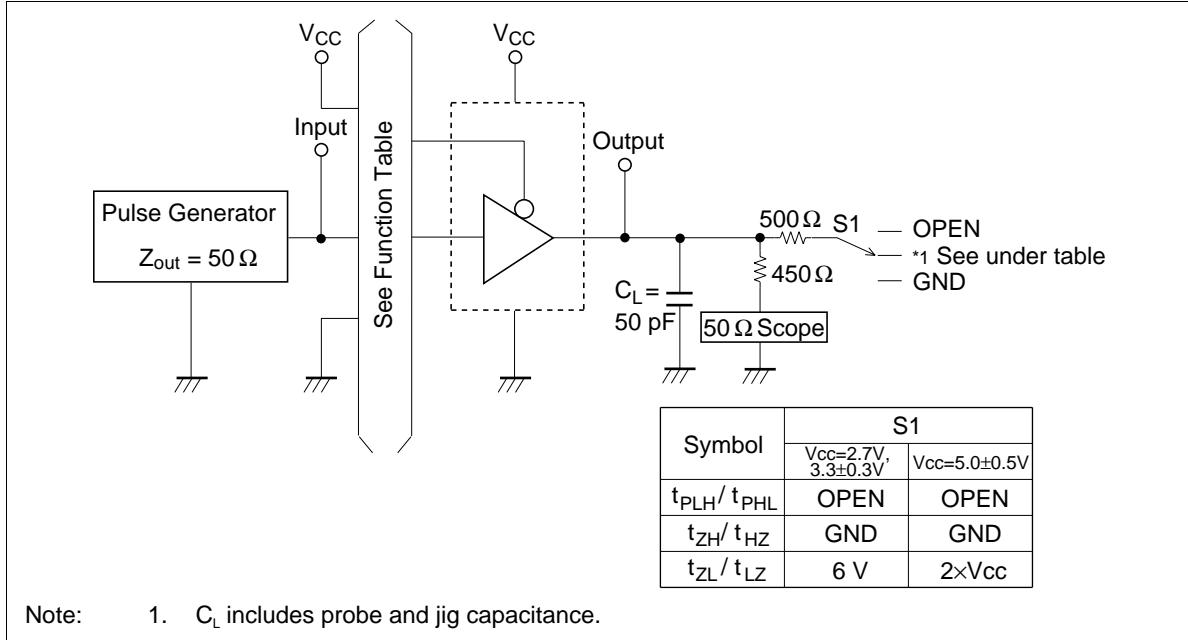 VCC
VCC
Input
Output
See Function Table
Pulse Generator
Zout = 50 Ω
500 Ω
S1
OPEN
*1 See under table
GND
450 Ω
CL =
50 pF
50 Ω Scope
Symbol
S1
Vcc=2.7V,
3.3±0.3V
Vcc=5.0±0.5V
tPLH / tPHL OPEN OPEN
tZH / tHZ GND GND
tZL / tLZ 6 V 2×Vcc
Note: 1. CL includes probe and jig capacitance.